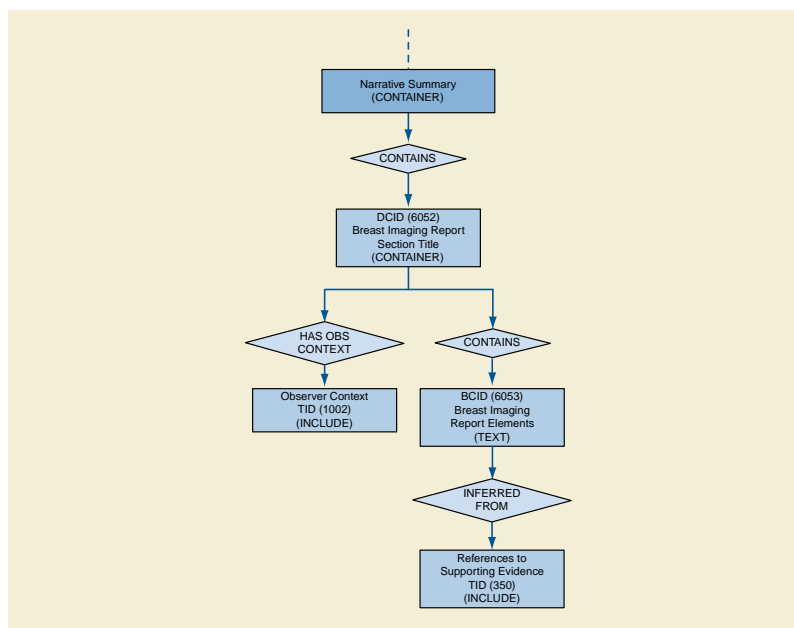 Narrative Summary
(CONTAINER)
CONTAINS
DCID (6052)
Breast Imaging Report
Section Title
(CONTAINER)
HAS OBS
CONTEXT
CONTAINS
Observer Context
TID (1002)
(INCLUDE)
BCID (6053)
Breast Imaging
Report Elements
(TEXT)
INFERRED
FROM
References to
Supporting Evidence
TID (350)
(INCLUDE)